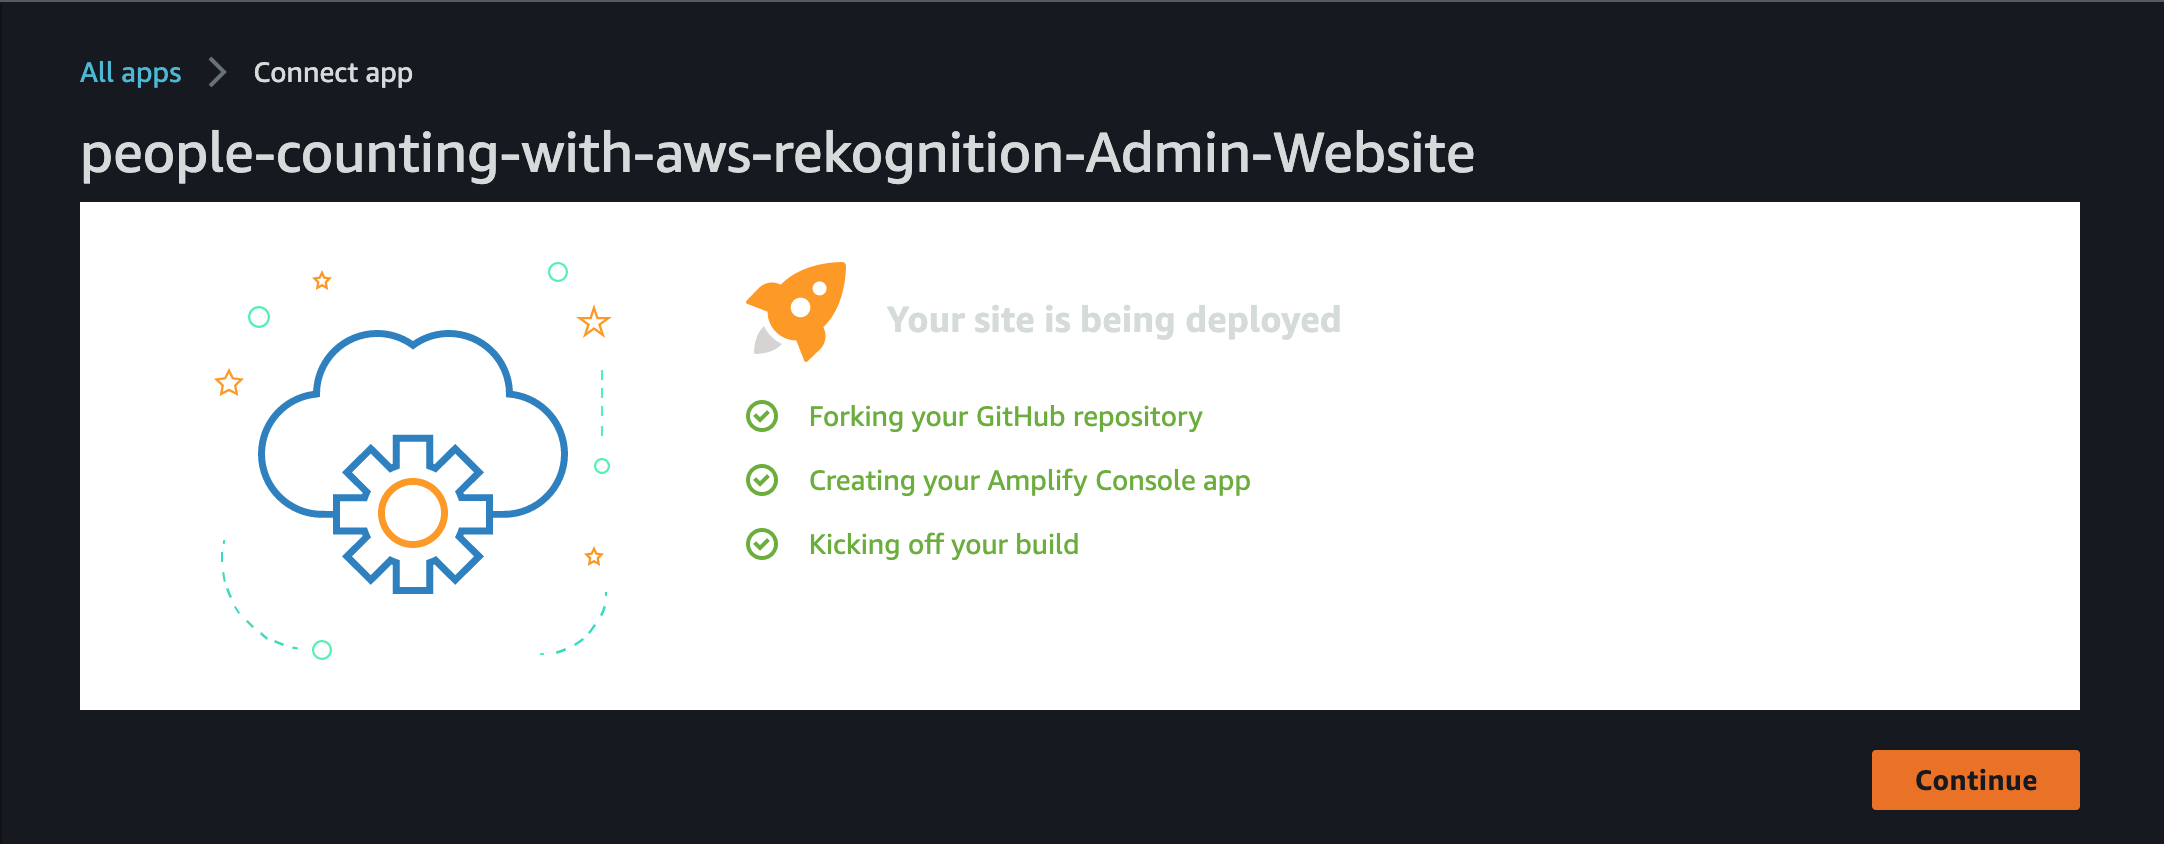 All apps > Connect app
people-counting-with-aws-rekognition-Admin-Website
Your site is being deployed
Forking your GitHub repository
Creating your Amplify Console app
Kicking off your build
Continue